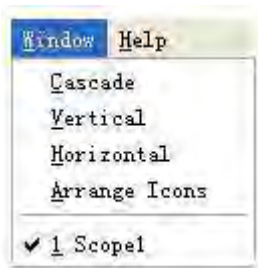 Window Help
Cascade
Vertical
Horizontal
Arrange Icons
✔ 1 Scope1